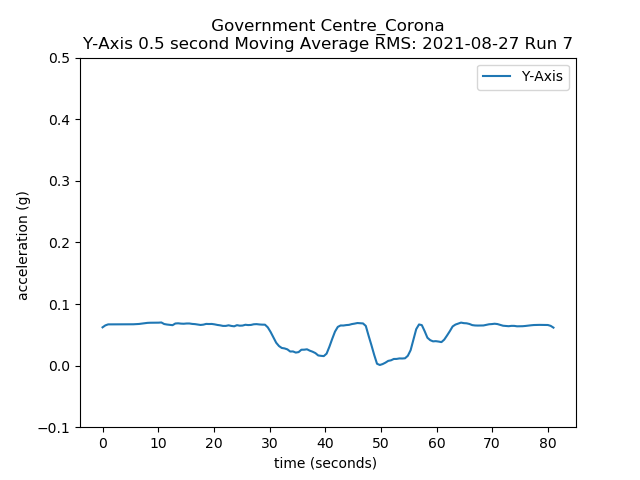 Government Centre_Corona
Y-Axis 0.5 second Moving Average RMS: 2021-08-27 Run 7
Y-Axis
0.5
0.4
0.3
0.2
0.1
0.0
−0.1
acceleration (g)
0 10 20 30 40 50 60 70 80
time (seconds)